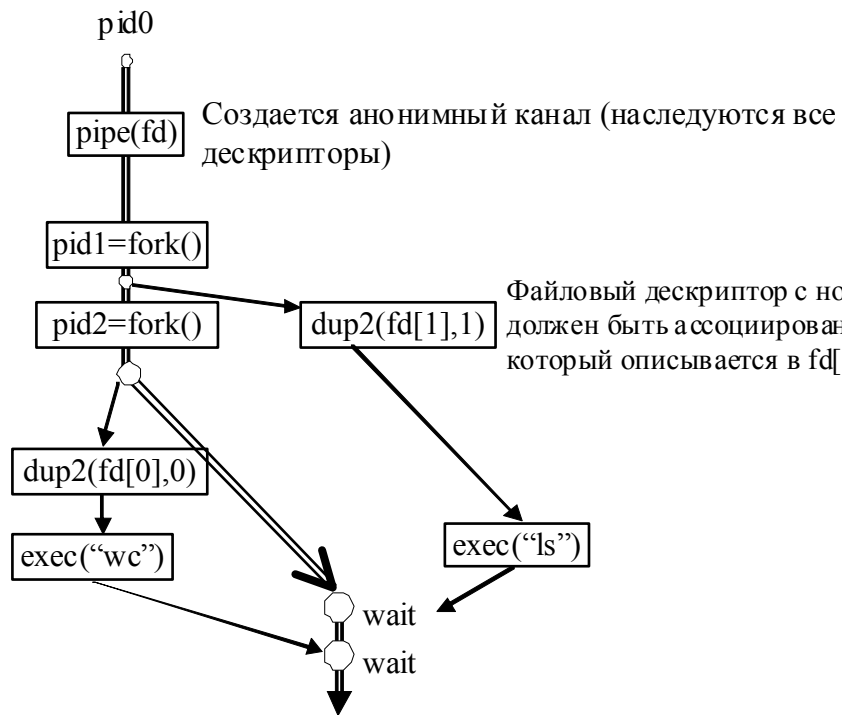 pid0
pipe(fd)
Создается анонимный канал (наследуются все
дескрипторы)
pid1=fork()
pid2=fork()
dup2(fd[1],1)
Файловый дескриптор с
должен быть ассоциирован
который описывается в fd[
dup2(fd[0],0)
exec(“wc”)
exec(“ls”)
wait
wait